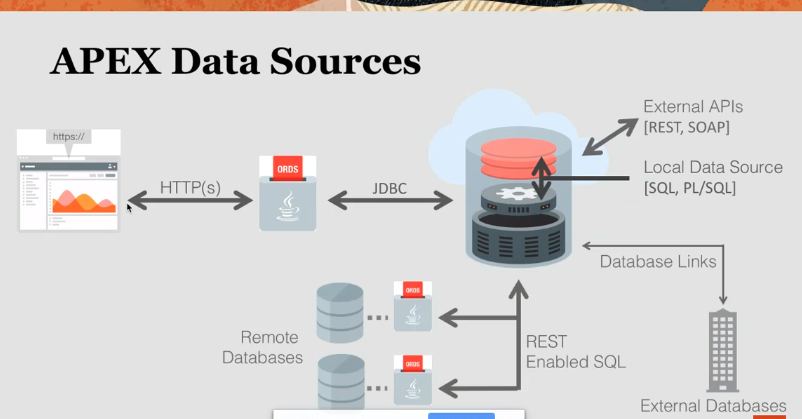 APEX Data Sources
https://
HTTP(s)
ORDS
JDBC
External APIs
[REST, SOAP]
Local Data Source
[SQL, PL/SQL]
Database Links
Remote
Databases
ORDS
ORDS
REST
Enabled SQL
External Databases